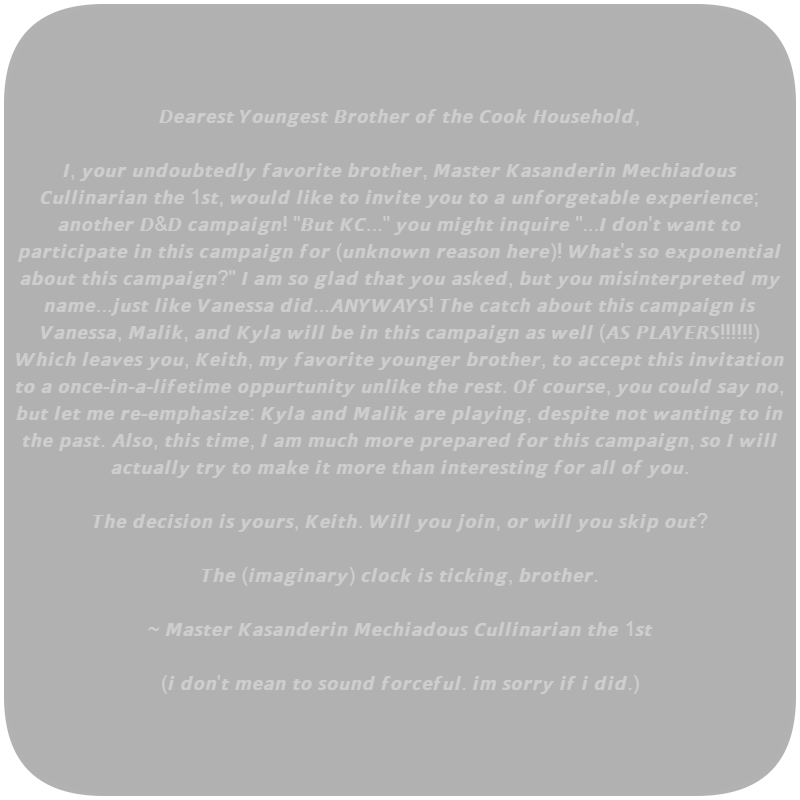 Dearest Youngest Brother of the Cook Household,
I, your undoubtedly favorite brother, Master Kasanderin Mechiadous
Cullinarian the 1st, would like to invite you to a unforgetable experience;
another D&D campaign! "But KC..." you might inquire "...I don't want to
participate in this campaign for (unknown reason here)! What's so exponential
about this campaign?" I am so glad that you asked, but you misinterpreted my
name...just like Vanessa did...ANYWAYS! The catch about this campaign is
Vanessa, Malik, and Kyla will be in this campaign as well (AS PLAYERS!!!!!!)
Which leaves you, Keith, my favorite younger brother, to accept this invitation
to a once-in-a-lifetime oppurtunity unlike the rest. Of course, you could say no,
but let me re-emphasize: Kyla and Malik are playing, despite not wanting to in
the past. Also, this time, I am much more prepared for this campaign, so I will
actually try to make it more than interesting for all of you.
The decision is yours, Keith. Will you join, or will you skip out?
The (imaginary) clock is ticking, brother.
~ Master Kasanderin Mechiadous Cullinarian the 1st
(i don't mean to sound forceful. im sorry if i did.)